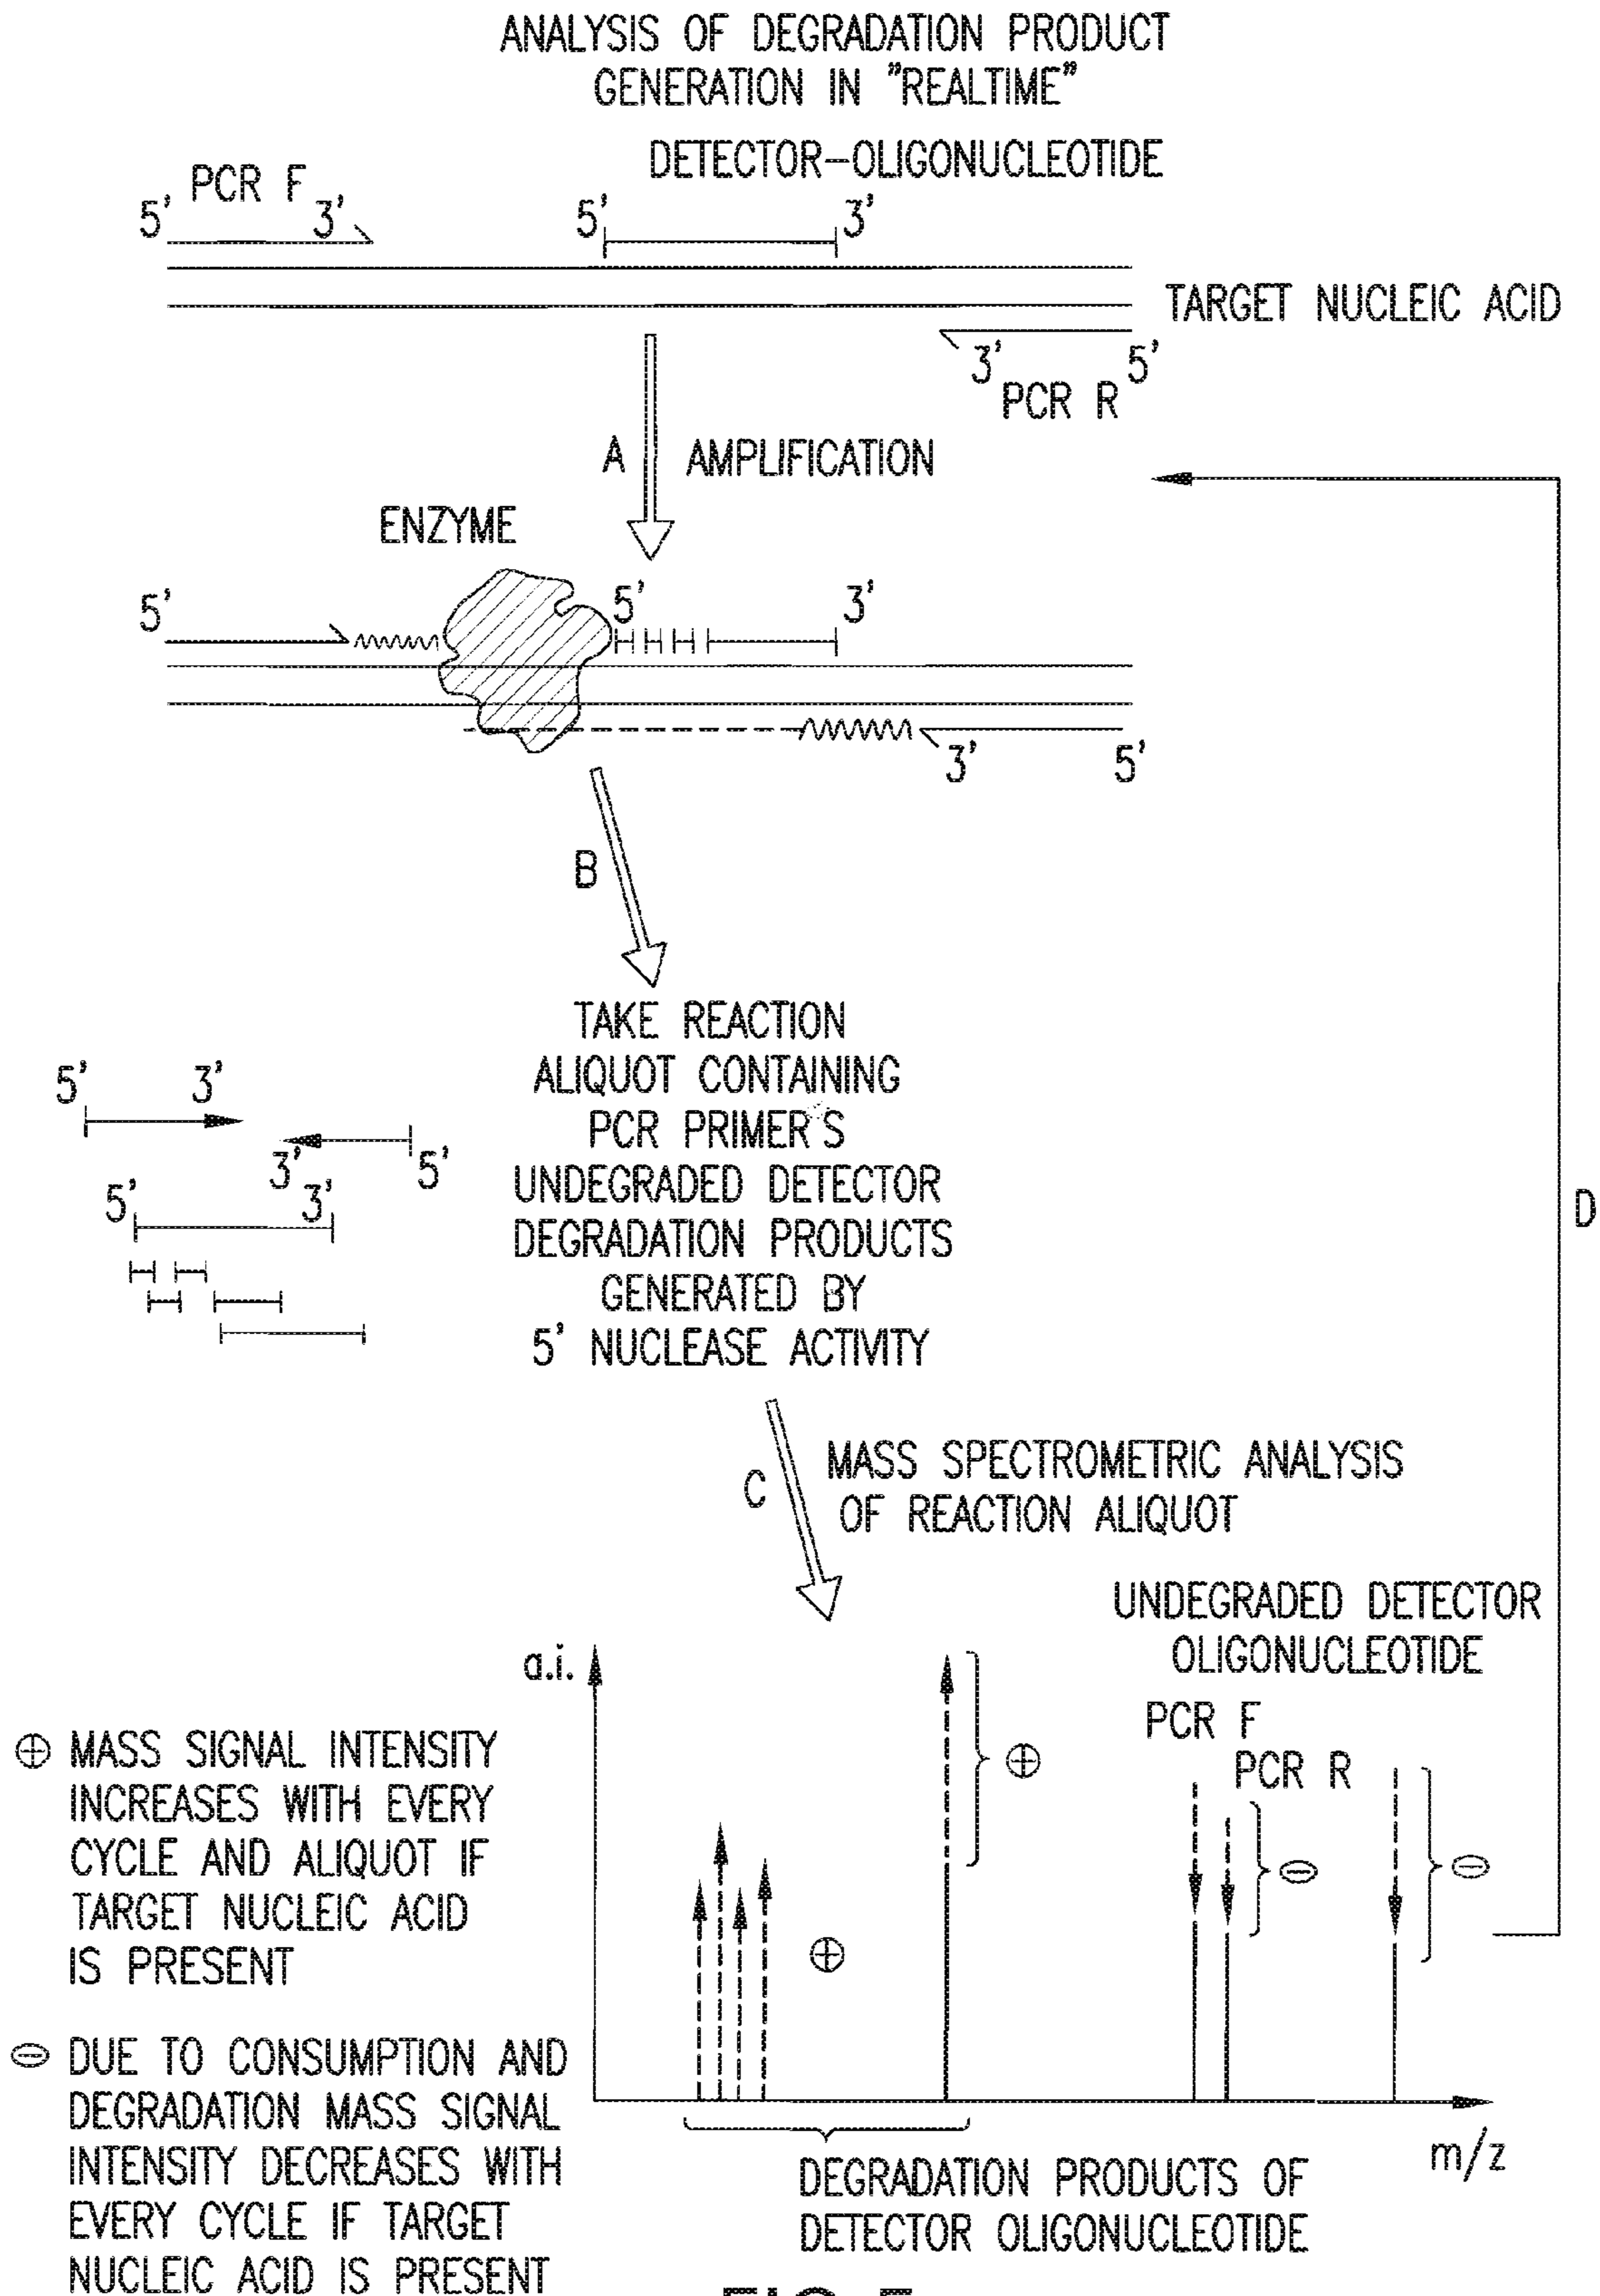 ANALYSIS OF DEGRADATION PRODUCT
GENERATION IN "REALTIME"
DETECTOR-OLIGONUCLEOTIDE
PCR F
5' 3'
5' 3'
TARGET NUCLEIC ACID
3' 5'
PCR R
A AMPLIFICATION
ENZYME
5' 5' 3'
3' 5'
B
TAKE REACTION
ALIQUOT CONTAINING
PCR PRIMER'S
UNDEGRADED DETECTOR
DEGRADATION PRODUCTS
GENERATED BY
5' NUCLEASE ACTIVITY
5' 3'
3' 5'
5' 3'
D
C
MASS SPECTROMETRIC ANALYSIS
OF REACTION ALIQUOT
UNDEGRADED DETECTOR
OLIGONUCLEOTIDE
PCR F
PCR R
a.i.
⊕
⊕
⊖
⊖
m/z
DEGRADATION PRODUCTS OF
DETECTOR OLIGONUCLEOTIDE
⊕ MASS SIGNAL INTENSITY
INCREASES WITH EVERY
CYCLE AND ALIQUOT IF
TARGET NUCLEIC ACID
IS PRESENT
⊖ DUE TO CONSUMPTION AND
DEGRADATION MASS SIGNAL
INTENSITY DECREASES WITH
EVERY CYCLE IF TARGET
NUCLEIC ACID IS PRESENT